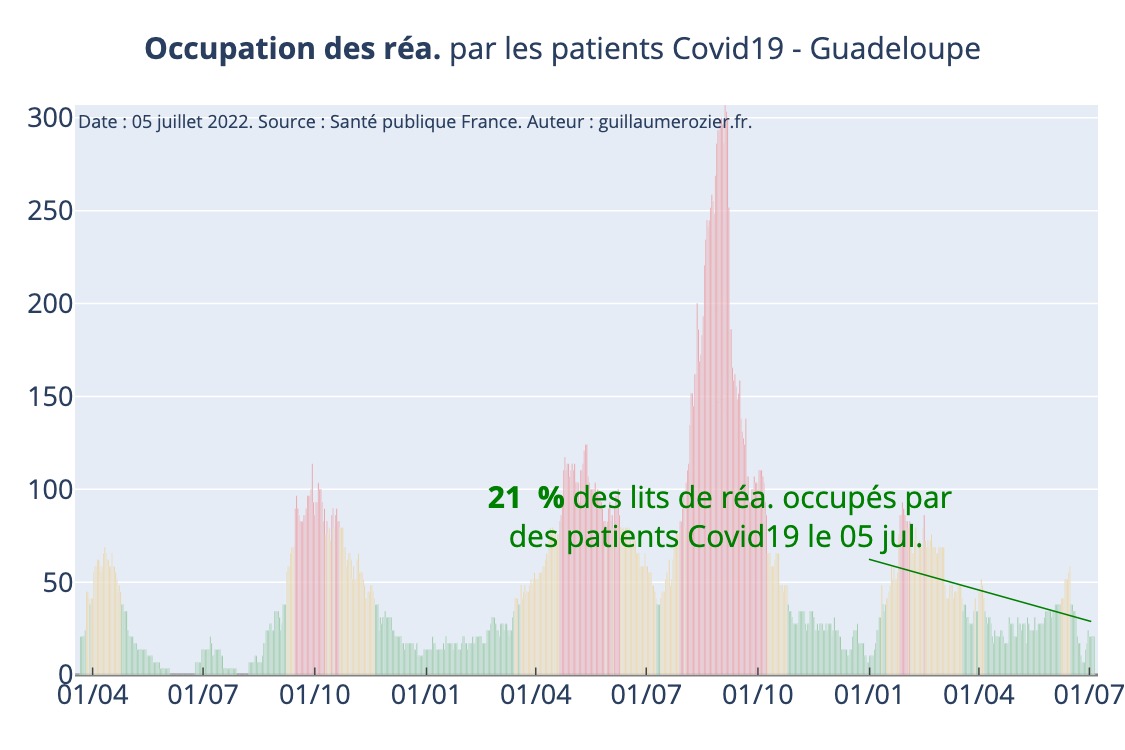 Occupation des réa. par les patients Covid19 - Guadeloupe
Date : 05 juillet 2022. Source : Santé publique France. Auteur : guillaumerozier.fr.
300
250
200
150
100
50
0
21 % des lits de réa. occupés par
des patients Covid19 le 05 jul.
01/04 01/07 01/10 01/01 01/04 01/07 01/10 01/01 01/04 01/07